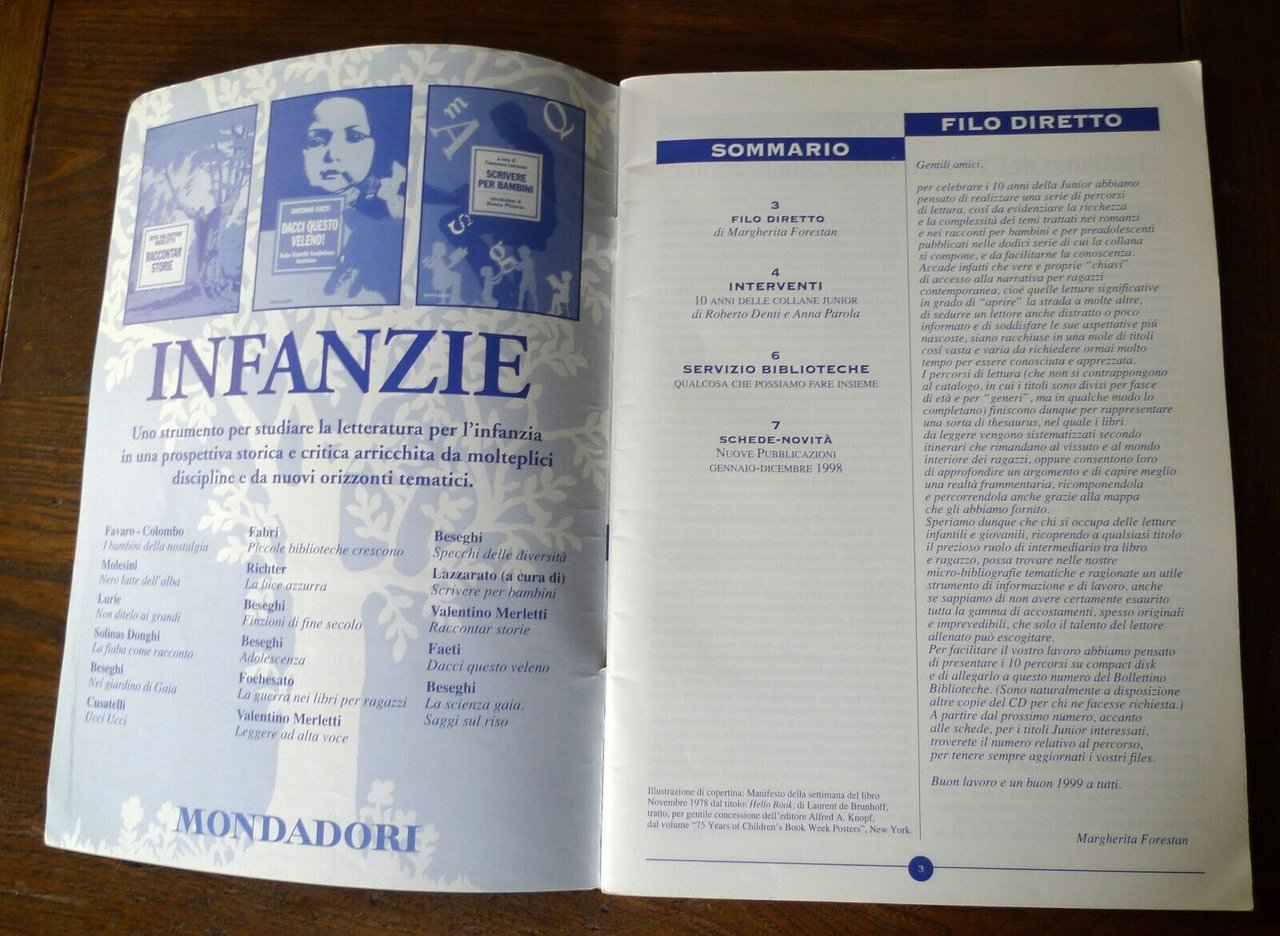 RITA VALENTINO
MERLETTI
RACCONTAR
STORIE
ANTONIO FAETI
DACCI QUESTO
VELENO!
Fiabe fumetti feuilletons
bambine
m
A
Q
S
g
a cura di
Francesca Lazzarato
SCRIVERE
PER BAMBINI
introduzione di
Bianca Pitzorno
INFANZIE
Uno strumento per studiare la letteratura per l'infanzia
in una prospettiva storica e critica arricchita da molteplici
discipline e da nuovi orizzonti tematici.
Favaro - Colombo
I bambini della nostalgia
Molesini
Nero latte dell'alba
Lurie
Non ditelo ai grandi
Solinas Donghi
La fiaba come racconto
Beseghi
Nel giardino di Gaia
Cusatelli
Ucci Ucci
Fabri
Piccole biblioteche crescono
Richter
La luce azzurra
Beseghi
Finzioni di fine secolo
Beseghi
Adolescenza
Fochesato
La guerra nei libri per ragazzi
Valentino Merletti
Leggere ad alta voce
Beseghi
Specchi delle diversità
Lazzarato (a cura di)
Scrivere per bambini
Valentino Merletti
Raccontar storie
Faeti
Dacci questo veleno
Beseghi
La scienza gaia.
Saggi sul riso
MONDADORI
SOMMARIO
3
FILO DIRETTO
di Margherita Forestan
4
INTERVENTI
10 ANNI DELLE COLLANE JUNIOR
di Roberto Denti e Anna Parola
6
SERVIZIO BIBLIOTECHE
QUALCOSA CHE POSSIAMO FARE INSIEME
7
SCHEDE-NOVITÀ
NUOVE PUBBLICAZIONI
GENNAIO-DICEMBRE 1998
Illustrazione di copertina: Manifesto della settimana del libro
Novembre 1978 dal titolo: Hello Book, di Laurent de Brunhoff,
tratto, per gentile concessione dell'editore Alfred A. Knopf,
dal volume "75 Years of Children's Book Week Posters", New York.
FILO DIRETTO
Gentili amici,
per celebrare i 10 anni della Junior abbiamo
pensato di realizzare una serie di percorsi
di lettura, cosí da evidenziare la ricchezza
e la complessità dei temi trattati nei romanzi
e nei racconti per bambini e per preadolescenti
pubblicati nelle dodici serie di cui la collana
si compone, e da facilitarne la conoscenza.
Accade infatti che vere e proprie "chiavi"
di accesso alla narrativa per ragazzi
contemporanea, cioè quelle letture significative
in grado di "aprire" la strada a molte altre,
di sedurre un lettore anche distratto o poco
informato e di soddisfare le sue aspettative piú
nascoste, siano racchiuse in una mole di titoli
cosí vasta e varia da richiedere ormai molto
tempo per essere conosciuta e apprezzata.
I percorsi di lettura (che non si contrappongono
al catalogo, in cui i titoli sono divisi per fasce
di età e per "generi", ma in qualche modo lo
completano) finiscono dunque per rappresentare
una sorta di thesaurus, nel quale i libri
da leggere vengono sistematizzati secondo
itinerari che rimandano al vissuto e al mondo
interiore dei ragazzi, oppure consentono loro
di approfondire un argomento e di capire meglio
una realtà frammentaria, ricomponendola
e percorrendola anche grazie alla mappa
che gli abbiamo fornito.
Speriamo dunque che chi si occupa delle letture
infantili e giovanili, ricoprendo a qualsiasi titolo
il prezioso ruolo di intermediario tra libro
e ragazzo, possa trovare nelle nostre
micro-bibliografie tematiche e ragionate un utile
strumento di informazione e di lavoro, anche
se sappiamo di non avere certamente esaurito
tutta la gamma di accostamenti, spesso originali
e imprevedibili, che solo il talento del lettore
allenato può escogitare.
Per facilitare il vostro lavoro abbiamo pensato
di presentare i 10 percorsi su compact disk
e di allegarlo a questo numero del Bollettino
Biblioteche. (Sono naturalmente a disposizione
altre copie del CD per chi ne facesse richiesta.)
A partire dal prossimo numero, accanto
alle schede, per i titoli Junior interessati,
troverete il numero relativo al percorso,
per tenere sempre aggiornati i vostri files.
Buon lavoro e un buon 1999 a tutti.
Margherita Forestan
3